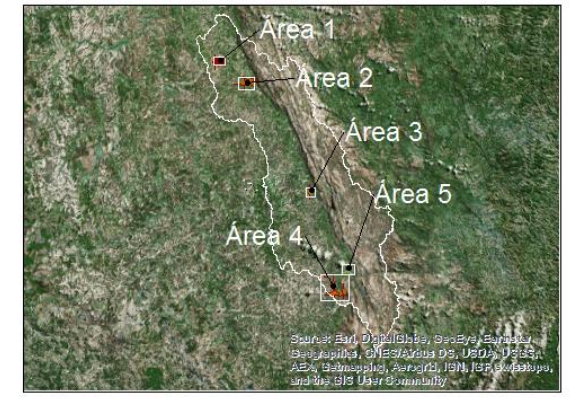 Área 1
Área 2
Área 3
Área 5
Área 4
Source: Esri, DigitalGlobe, GeoEye, Earthstar
Geographics, CNES/Airbus DS, USDA, USGS,
AEX, Getmapping, Aerogrid, IGN, IGP, swisstopo,
and the GIS User Community